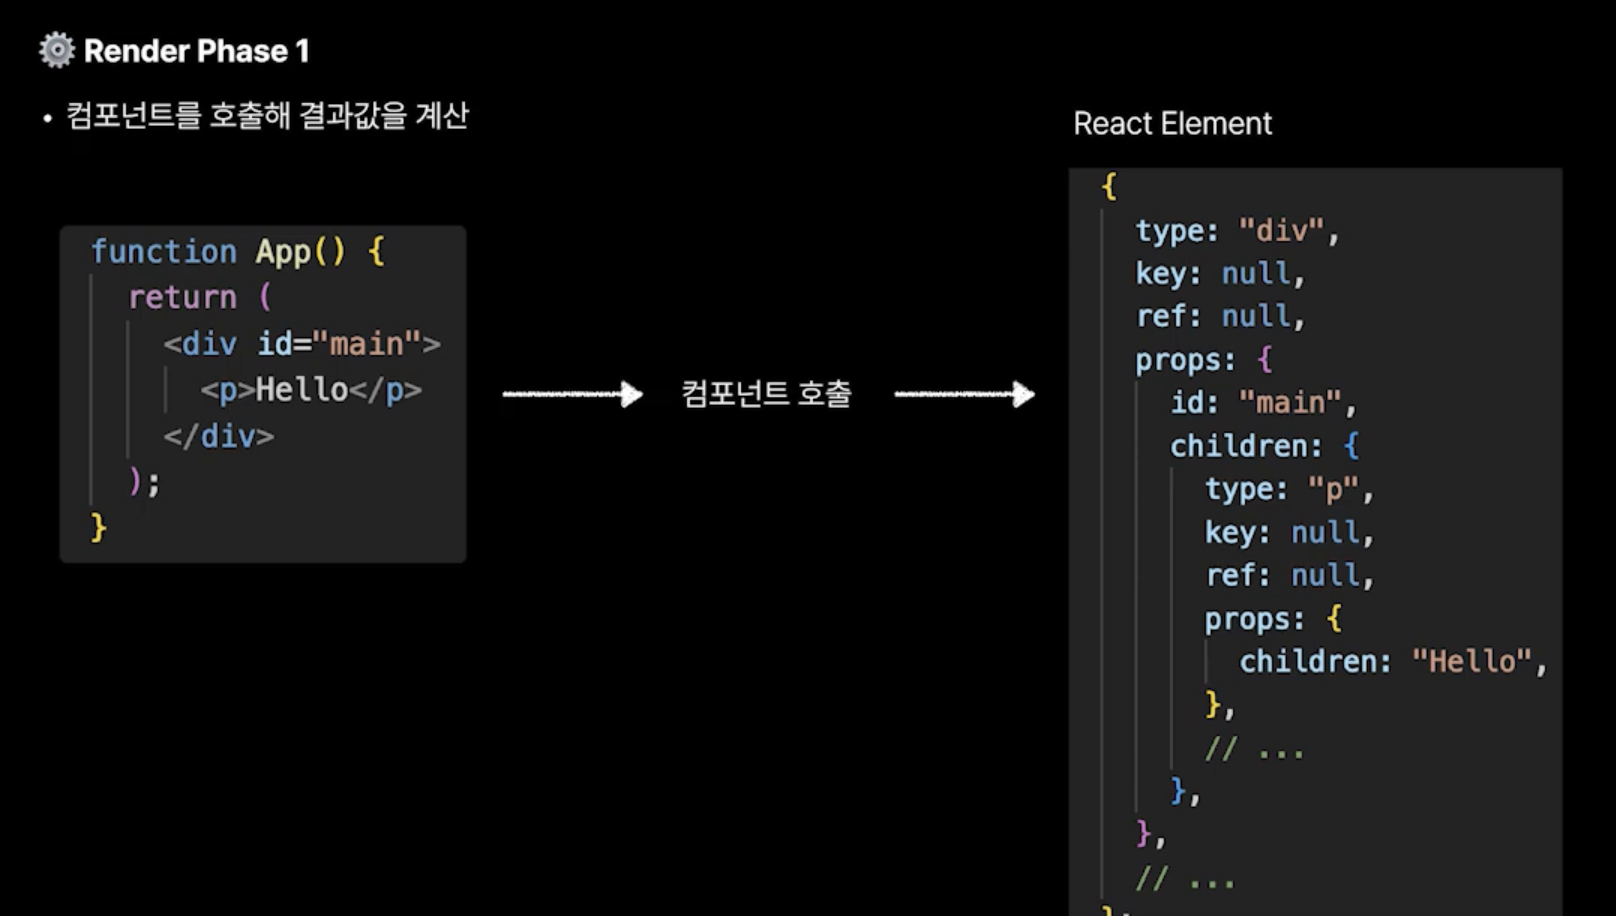 Render Phase 1
• 컴포넌트를 호출해 결과값을 계산
function App() {
return (
<div id="main">
<p>Hello</p>
</div>
);
}
컴포넌트 호출
React Element
{
type: "div",
key: null,
ref: null,
props: {
id: "main",
children: {
type: "p",
key: null,
ref: null,
props: {
children: "Hello",
},
// ...
},
},
// ...
};